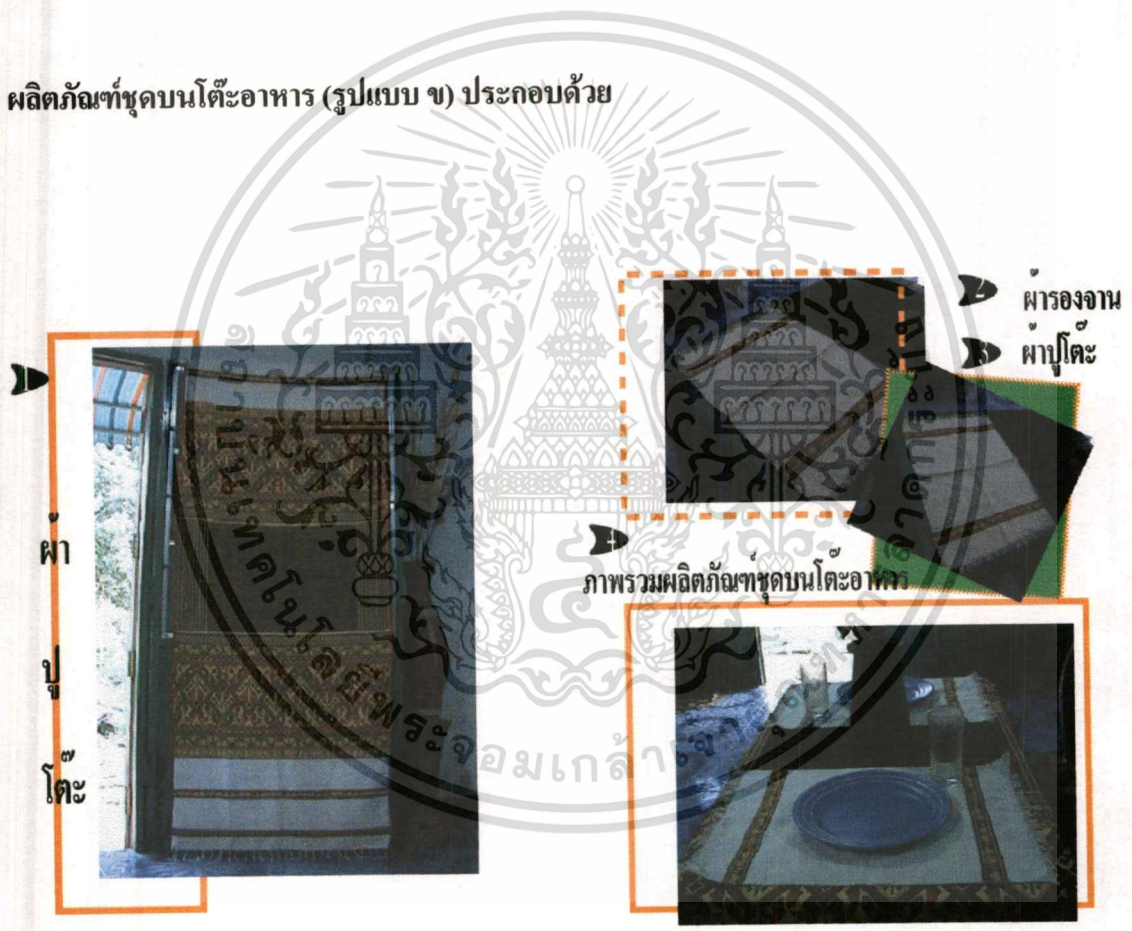 ผลิตภัณฑ์ชุดบนโต๊ะอาหาร (รูปแบบ ข) ประกอบด้วย
1
ผ้า
ปู
โต๊ะ
2 ผ้ารองจาน
3 ผ้าปูโต๊ะ
4
ภาพรวมผลิตภัณฑ์ชุดบนโต๊ะอาหาร